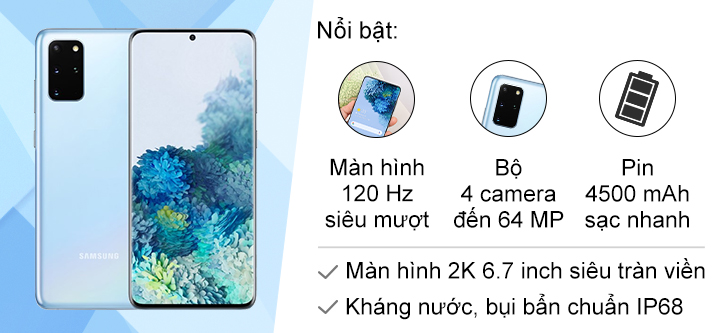 Nổi bật:
Màn hình
120 Hz
siêu mượt
Bộ
4 camera
đến 64 MP
Pin
4500 mAh
sạc nhanh
SAMSUNG
Màn hình 2K 6.7 inch siêu tràn viền
Kháng nước, bụi bẩn chuẩn IP68